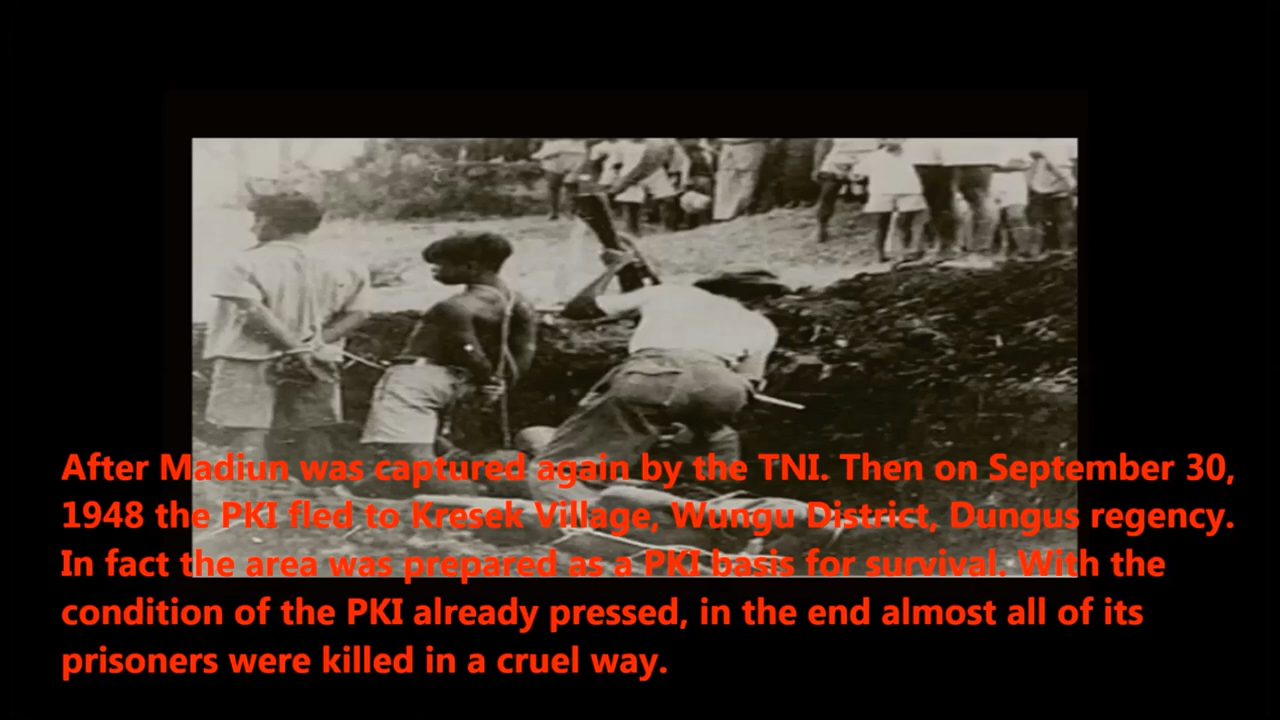 After Madiun was captured again by the TNI. Then on September 30,
1948 the PKI fled to Kresek Village, Wungu District, Dungus regency.
In fact the area was prepared as a PKI basis for survival. With the
condition of the PKI already pressed, in the end almost all of its
prisoners were killed in a cruel way.